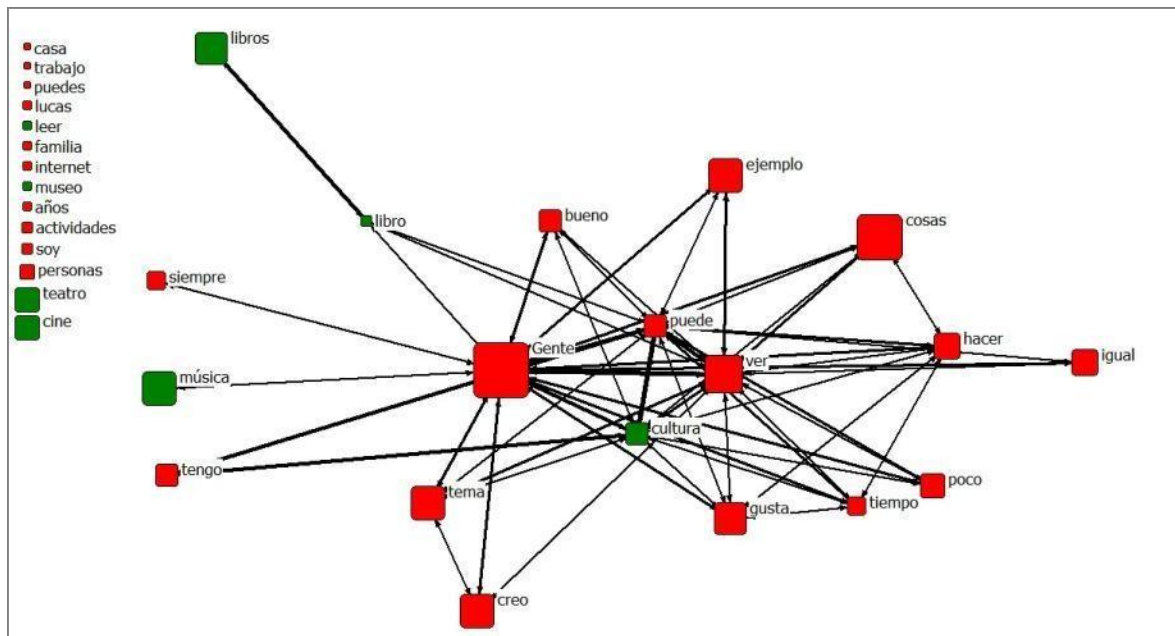 casa
trabajo
puedes
lucas
leer
familia
internet
museo
años
actividades
soy
personas
teatro
cine
libros
ejemplo
bueno
libro
cosas
siempre
puede
hacer
Gente
ver
igual
música
cultura
tengo
tema
gusta
tiempo
poco
creo